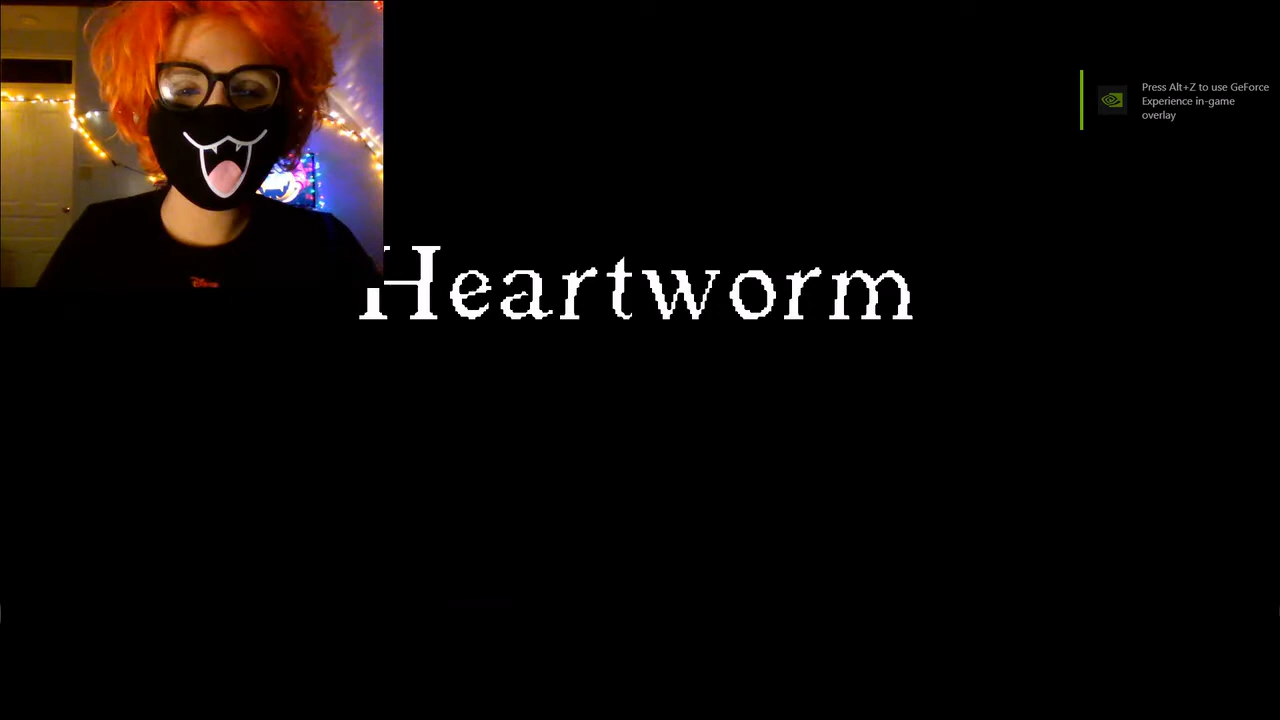 Press Alt+Z to use GeForce
Experience in-game
overlay
Heartworm